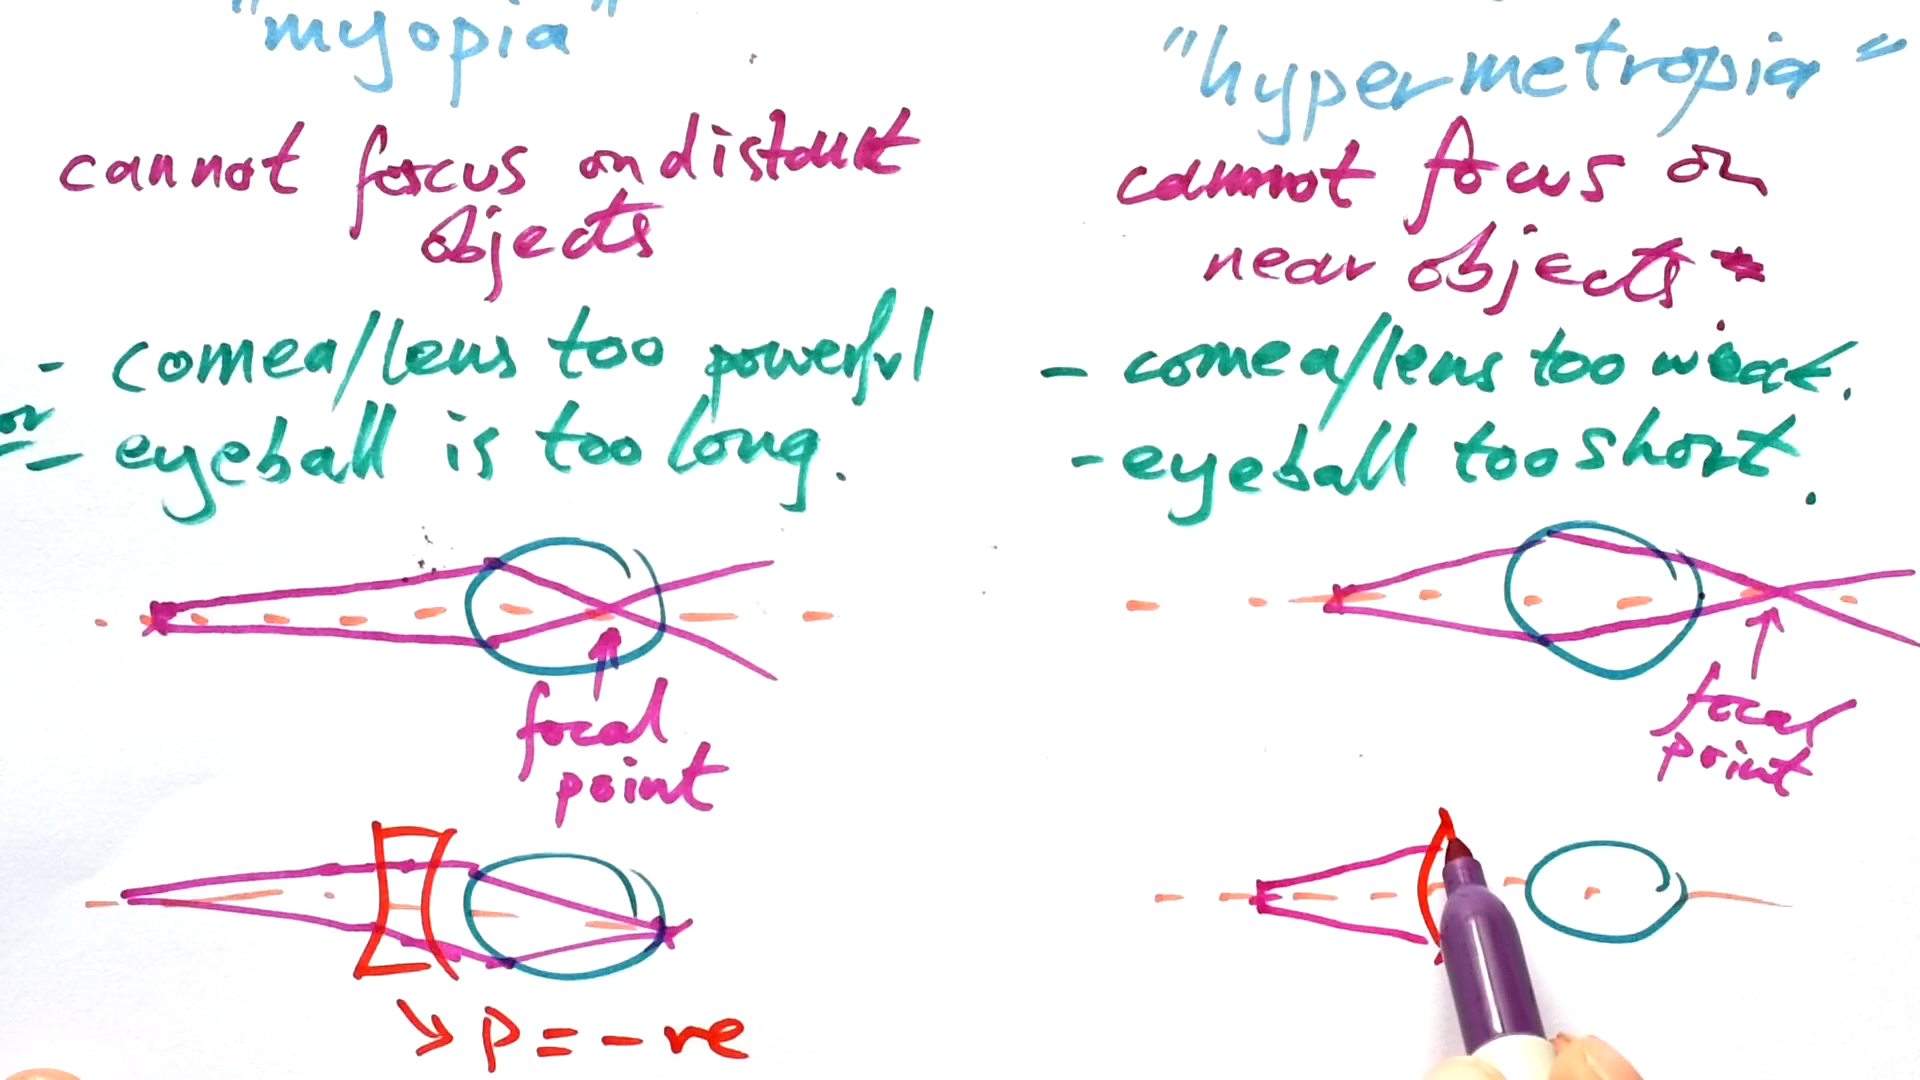 "myopia"
cannot focus on distant
objects
- cornea/lens too powerful
or
- eyeball is too long.
focal
point
P = -ve
"hypermetropia"
cannot focus on
near objects
- cornea/lens too weak.
- eyeball too short.
focal
point